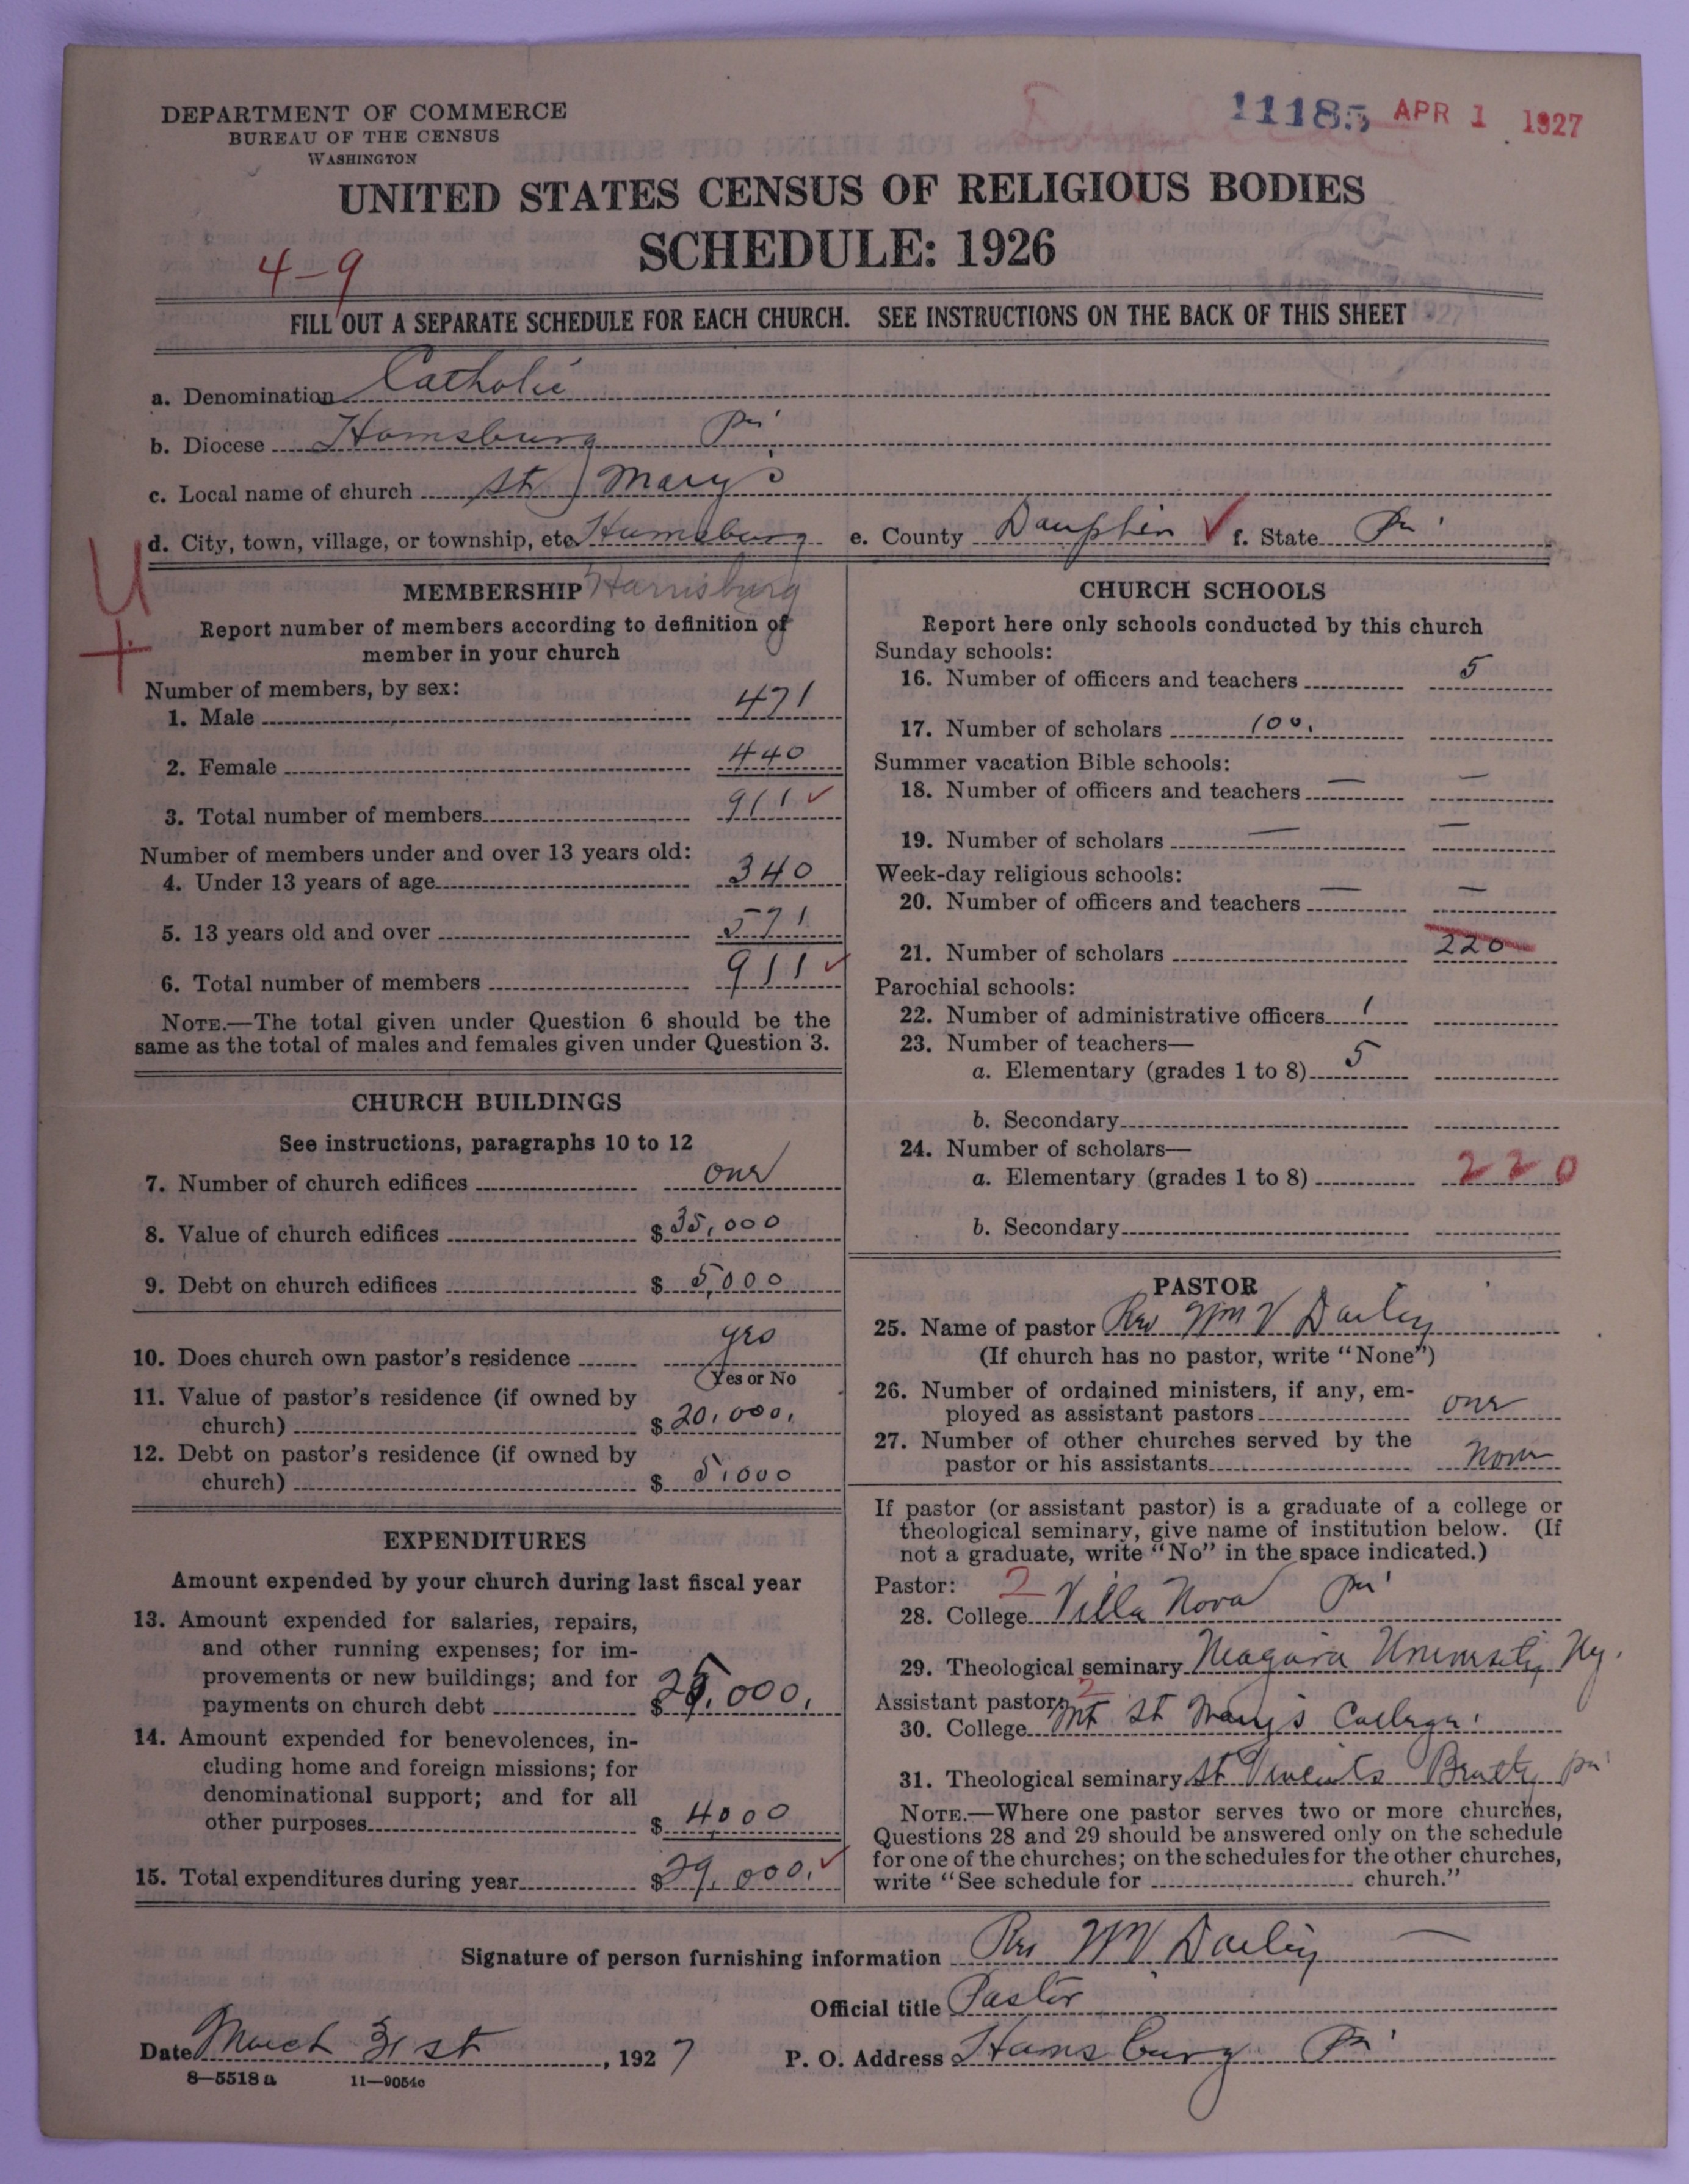 DEPARTMENT OF COMMERCE
BUREAU OF THE CENSUS
WASHINGTON
11185 APR 1 1927
UNITED STATES CENSUS OF RELIGIOUS BODIES
SCHEDULE: 1926
4-9
FILL OUT A SEPARATE SCHEDULE FOR EACH CHURCH. SEE INSTRUCTIONS ON THE BACK OF THIS SHEET
a. Denomination Catholic
b. Diocese Harrisburg Pa
c. Local name of church St Mary's
d. City, town, village, or township, etc. Harrisburg e. County Dauphin f. State Pa
MEMBERSHIP Harrisburg
Report number of members according to definition of
member in your church
Number of members, by sex:
1. Male 471
2. Female 440
3. Total number of members 911
Number of members under and over 13 years old:
4. Under 13 years of age 340
5. 13 years old and over 571
6. Total number of members 911
NOTE.—The total given under Question 6 should be the
same as the total of males and females given under Question 3.
CHURCH BUILDINGS
See instructions, paragraphs 10 to 12
7. Number of church edifices one
8. Value of church edifices $35,000
9. Debt on church edifices $5,000
10. Does church own pastor's residence yes
Yes or No
11. Value of pastor's residence (if owned by
church) $20,000.
12. Debt on pastor's residence (if owned by
church) $5,000
EXPENDITURES
Amount expended by your church during last fiscal year
13. Amount expended for salaries, repairs,
and other running expenses; for im-
provements or new buildings; and for
payments on church debt $25,000.
14. Amount expended for benevolences, in-
cluding home and foreign missions; for
denominational support; and for all
other purposes $4000
15. Total expenditures during year $29,000.
CHURCH SCHOOLS
Report here only schools conducted by this church
Sunday schools:
16. Number of officers and teachers 5
17. Number of scholars 100.
Summer vacation Bible schools:
18. Number of officers and teachers — —
19. Number of scholars — —
Week-day religious schools:
20. Number of officers and teachers — —
21. Number of scholars 220
Parochial schools:
22. Number of administrative officers 1
23. Number of teachers—
a. Elementary (grades 1 to 8) 5
b. Secondary
24. Number of scholars—
a. Elementary (grades 1 to 8) 220
b. Secondary
PASTOR
25. Name of pastor Rev Wm V Dailey
(If church has no pastor, write "None")
26. Number of ordained ministers, if any, em-
ployed as assistant pastors one
27. Number of other churches served by the
pastor or his assistants None
If pastor (or assistant pastor) is a graduate of a college or
theological seminary, give name of institution below. (If
not a graduate, write "No" in the space indicated.)
Pastor: 2
28. College Villa Nova Pa
29. Theological seminary Niagara University Ny.
Assistant pastor: 2
30. College Mt St Mary's College
31. Theological seminary St Vincents Beatty Pa
NOTE.—Where one pastor serves two or more churches,
Questions 28 and 29 should be answered only on the schedule
for one of the churches; on the schedules for the other churches,
write "See schedule for church."
Signature of person furnishing information Rev W V Dailey
Official title Pastor
Date March 31st, 1927 P. O. Address Harrisburg Pa
8—5518a 11—9054c